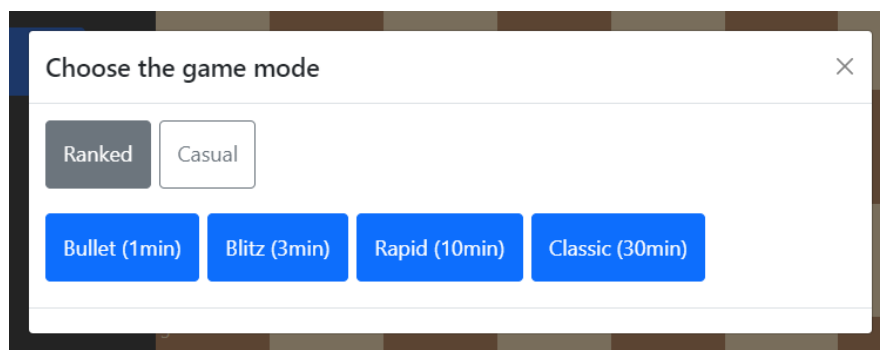 Choose the game mode
Ranked Casual
Bullet (1min) Blitz (3min) Rapid (10min) Classic (30min)